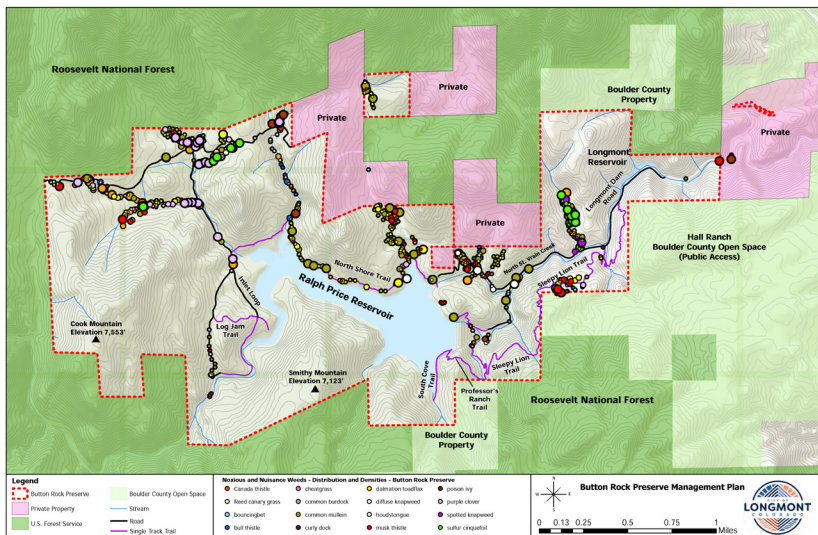 Roosevelt National Forest
Private
Boulder County
Property
Private
Longmont
Reservoir
Longmont Dam
Road
Private
Hall Ranch
Boulder County Open Space
(Public Access)
North St. Vrain Creek
Sleepy Lion Trail
North Shore Trail
Ralph Price Reservoir
Inlet Loop
Log Jam
Trail
Cook Mountain
Elevation 7,553'
Smithy Mountain
Elevation 7,123'
South Cove
Trail
Professor's
Ranch
Trail
Sleepy Lion
Trail
Roosevelt National Forest
Boulder County
Property
Legend
Button Rock Preserve
Private Property
U.S. Forest Service
Boulder County Open Space
Stream
Road
Single Track Trail
Noxious and Nuisance Weeds - Distribution and Densities - Button Rock Preserve
Canada thistle
Reed canary grass
bouncingbet
bull thistle
cheatgrass
common burdock
common mullein
curly dock
dalmation toadflax
diffuse knapweed
houdstongue
musk thistle
poison ivy
purple clover
spotted knapweed
sulfur cinquefoil
N
W E
S
Button Rock Preserve Management Plan
0 0.13 0.25 0.5 0.75 1
Miles
CITY OF
LONGMONT
COLORADO